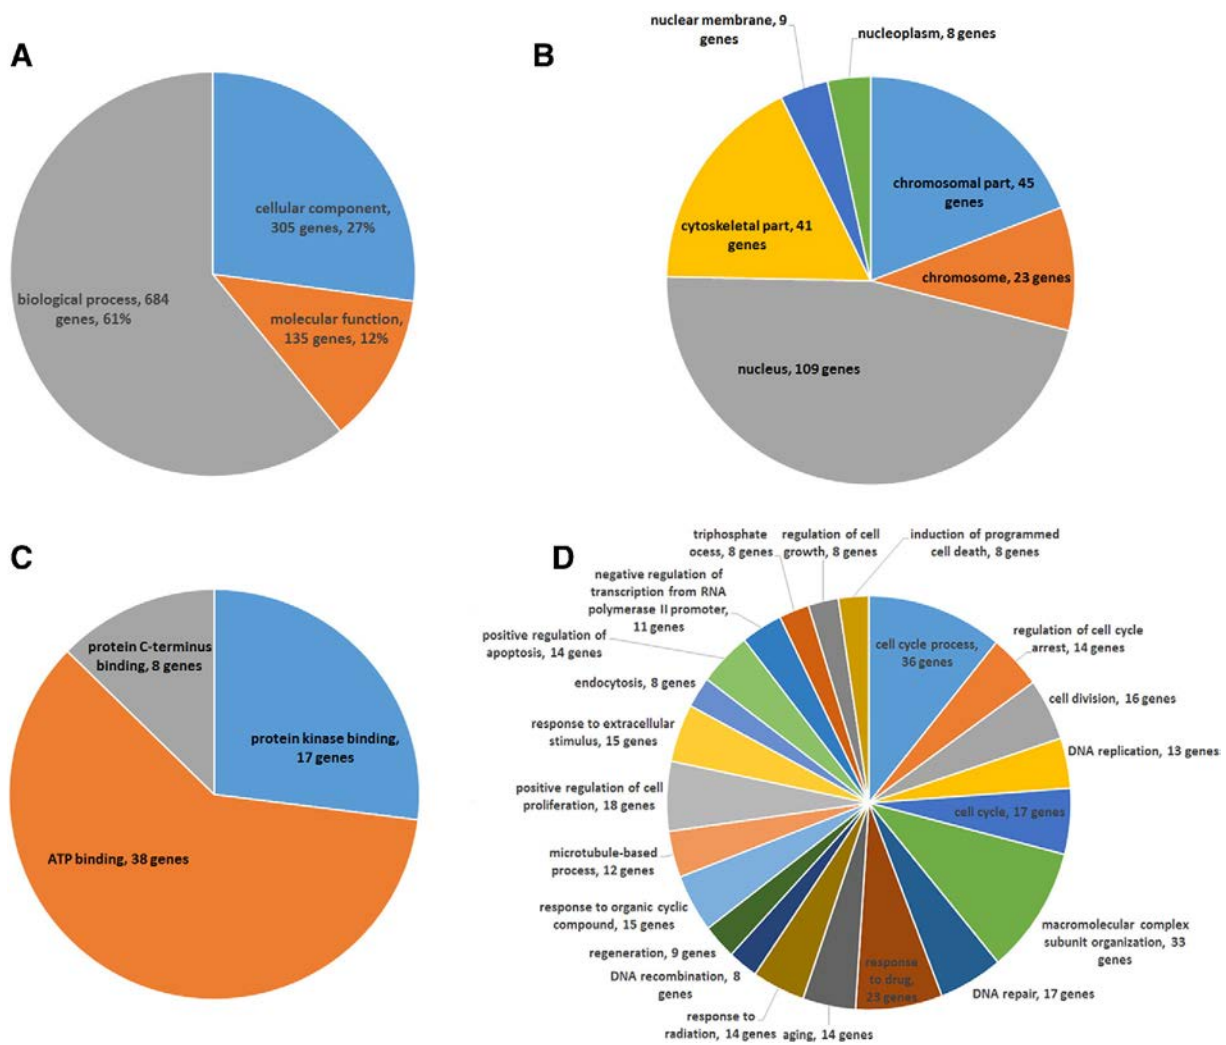 A
cellular component,
305 genes, 27%
molecular function,
135 genes, 12%
biological process, 684
genes, 61%
B
nuclear membrane, 9
genes
nucleoplasm, 8 genes
chromosomal part, 45
genes
chromosome, 23 genes
nucleus, 109 genes
cytoskeletal part, 41
genes
C
protein C-terminus
binding, 8 genes
protein kinase binding,
17 genes
ATP binding, 38 genes
D
triphosphate
ocess, 8 genes
regulation of cell
growth, 8 genes
induction of programmed
cell death, 8 genes
cell cycle process,
36 genes
regulation of cell cycle
arrest, 14 genes
cell division, 16 genes
DNA replication, 13 genes
cell cycle, 17 genes
macromolecular complex
subunit organization, 33
genes
DNA repair, 17 genes
response
to drug,
23 genes
aging, 14 genes
response to
radiation, 14 genes
DNA recombination, 8
genes
regeneration, 9 genes
response to organic cyclic
compound, 15 genes
microtubule-based
process, 12 genes
positive regulation of cell
proliferation, 18 genes
response to extracellular
stimulus, 15 genes
endocytosis, 8 genes
positive regulation of
apoptosis, 14 genes
negative regulation of
transcription from RNA
polymerase II promoter,
11 genes